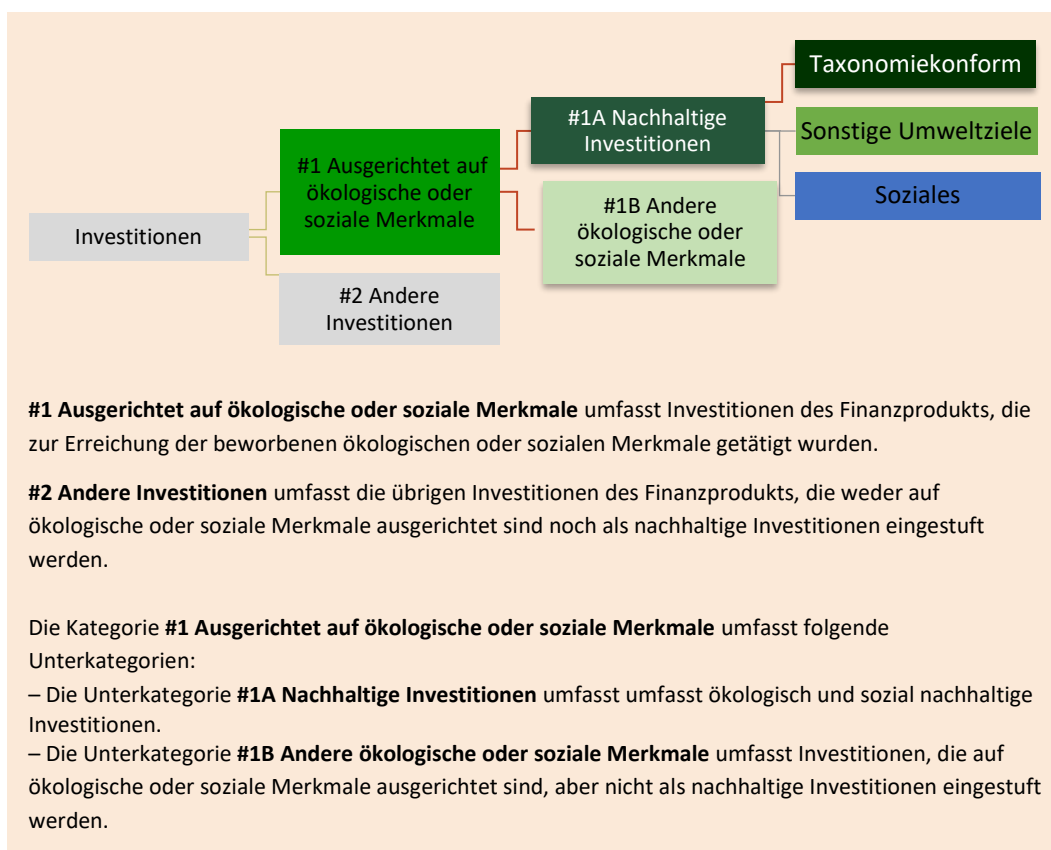 Taxonomiekonform
#1A Nachhaltige
Investitionen
Sonstige Umweltziele
#1 Ausgerichtet auf
ökologische oder
soziale Merkmale
Soziales
#1B Andere
ökologische oder
soziale Merkmale
Investitionen
#2 Andere
Investitionen
#1 Ausgerichtet auf ökologische oder soziale Merkmale umfasst Investitionen des Finanzprodukts, die
zur Erreichung der beworbenen ökologischen oder sozialen Merkmale getätigt wurden.
#2 Andere Investitionen umfasst die übrigen Investitionen des Finanzprodukts, die weder auf
ökologische oder soziale Merkmale ausgerichtet sind noch als nachhaltige Investitionen eingestuft
werden.
Die Kategorie #1 Ausgerichtet auf ökologische oder soziale Merkmale umfasst folgende
Unterkategorien:
– Die Unterkategorie #1A Nachhaltige Investitionen umfasst umfasst ökologisch und sozial nachhaltige
Investitionen.
– Die Unterkategorie #1B Andere ökologische oder soziale Merkmale umfasst Investitionen, die auf
ökologische oder soziale Merkmale ausgerichtet sind, aber nicht als nachhaltige Investitionen eingestuft
werden.